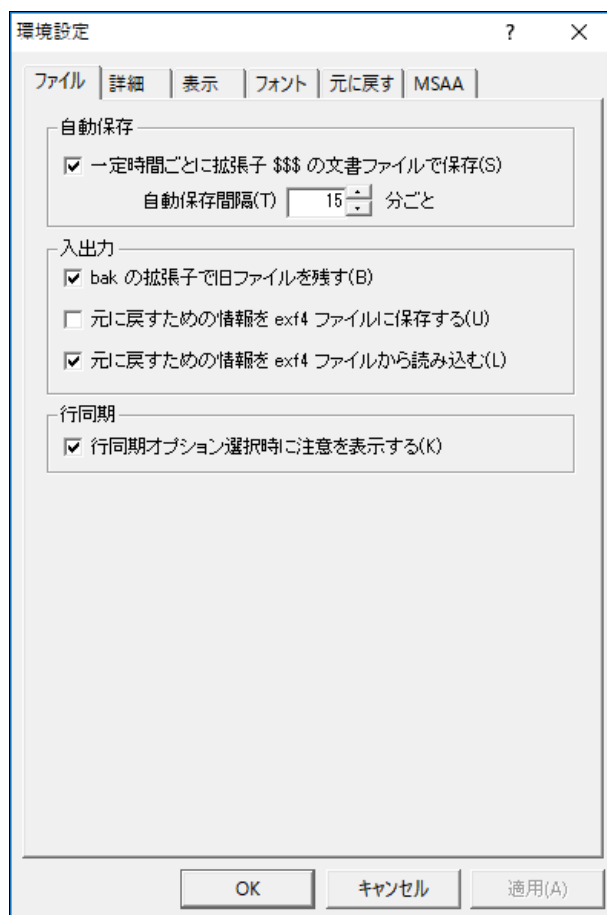 環境設定
ファイル 詳細 表示 フォント 元に戻す MSAA
自動保存
一定時間ごとに拡張子 $$$ の文書ファイルで保存(S)
自動保存間隔(T) 15 分ごと
入出力
bak の拡張子で旧ファイルを残す(B)
元に戻すための情報を exf4 ファイルに保存する(U)
元に戻すための情報を exf4 ファイルから読み込む(L)
行同期
行同期オプション選択時に注意を表示する(K)
OK キャンセル 適用(A)